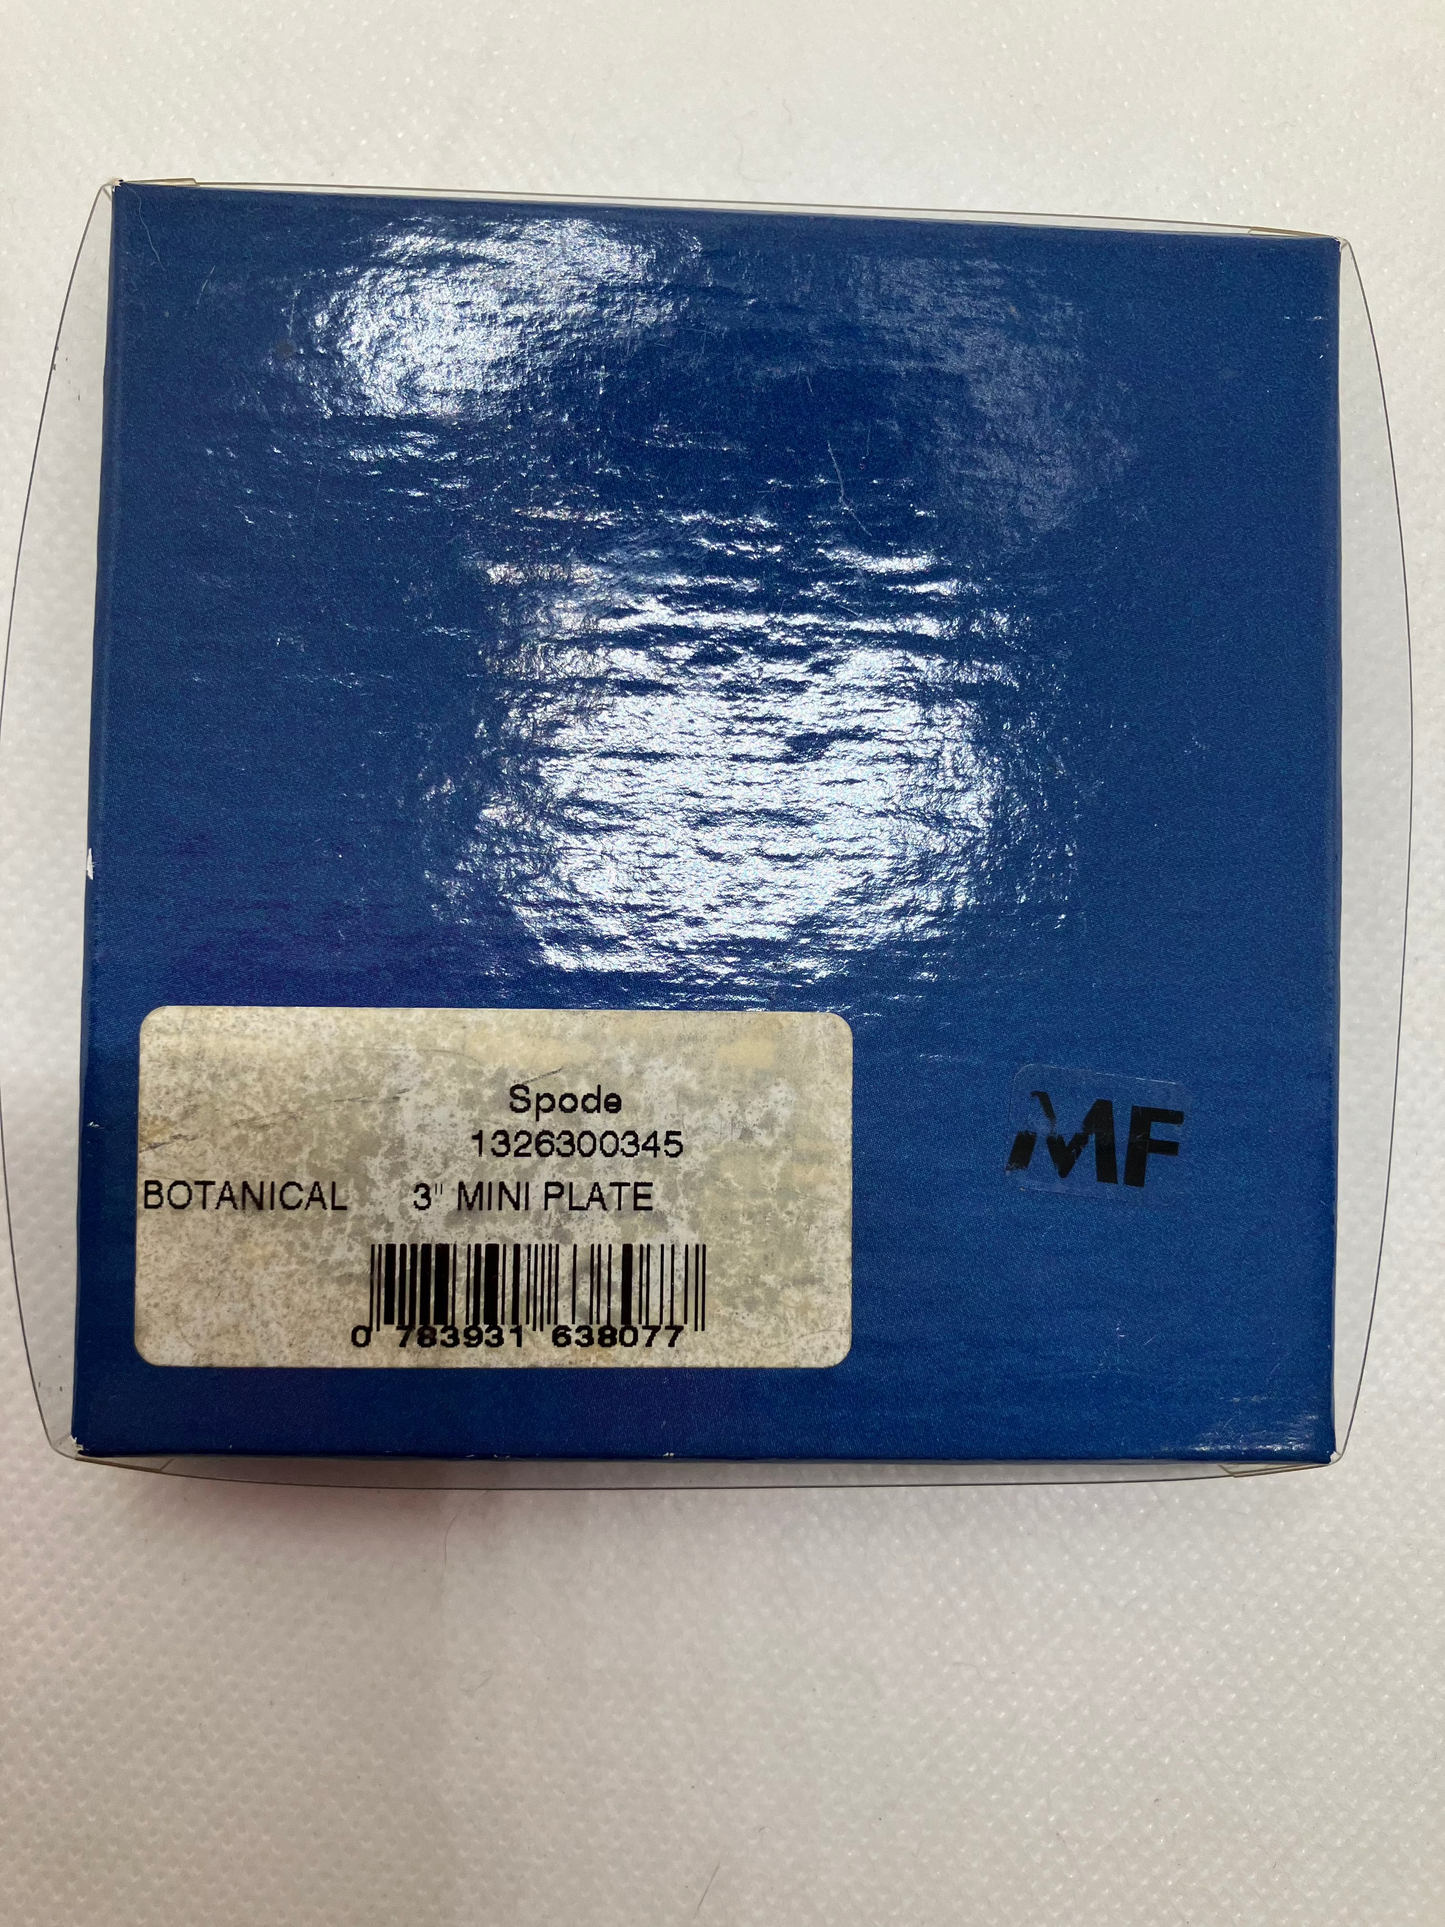 Spode
1326300345
BOTANICAL 3" MINI PLATE
0 783931 638077
MF